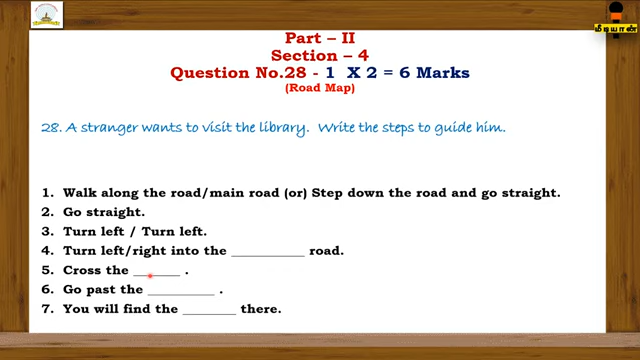 மீடியான்
Part – II
Section – 4
Question No.28 - 1 X 2 = 6 Marks
(Road Map)
28. A stranger wants to visit the library. Write the steps to guide him.
1. Walk along the road/main road (or) Step down the road and go straight.
2. Go straight.
3. Turn left / Turn left.
4. Turn left/right into the __________ road.
5. Cross the _______ .
6. Go past the __________ .
7. You will find the ________ there.